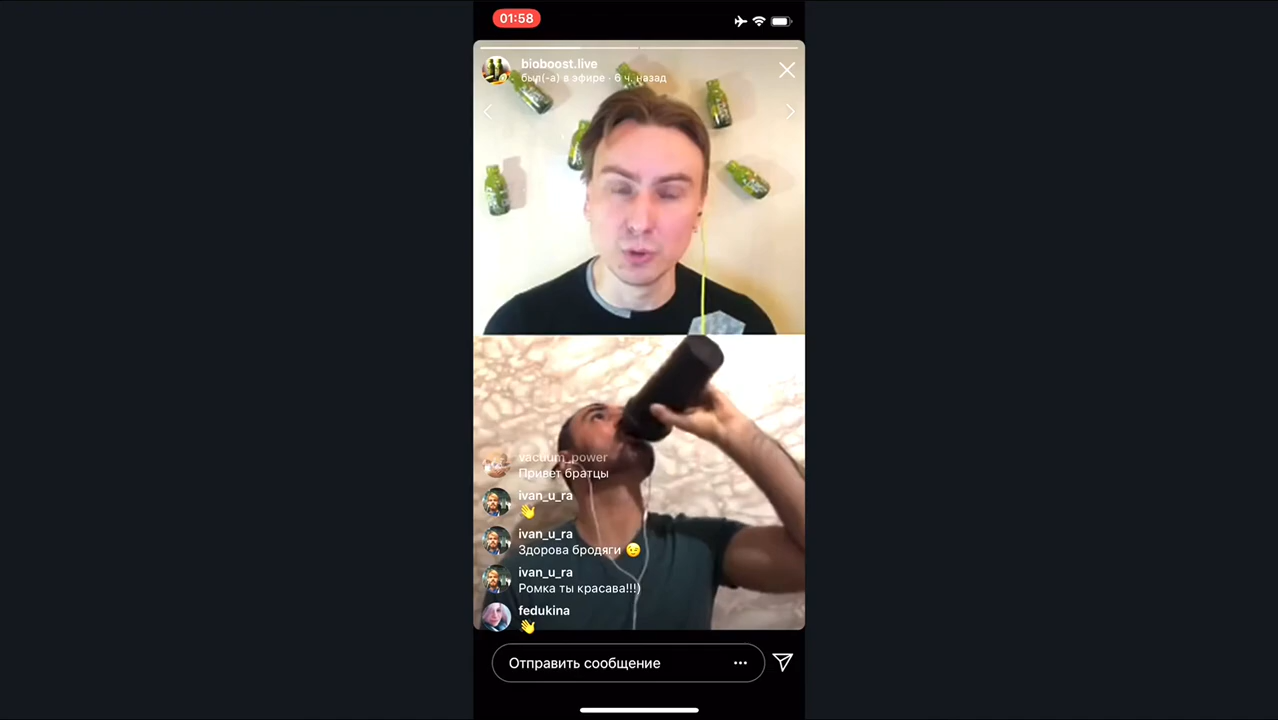 01:58
bioboost.live
был(-а) в эфире · 6 ч. назад
vacuum_power
Привет братцы
ivan_u_ra
👋
ivan_u_ra
Здорова бродяги 😉
ivan_u_ra
Ромка ты красава!!!)
fedukina
👋
Отправить сообщение